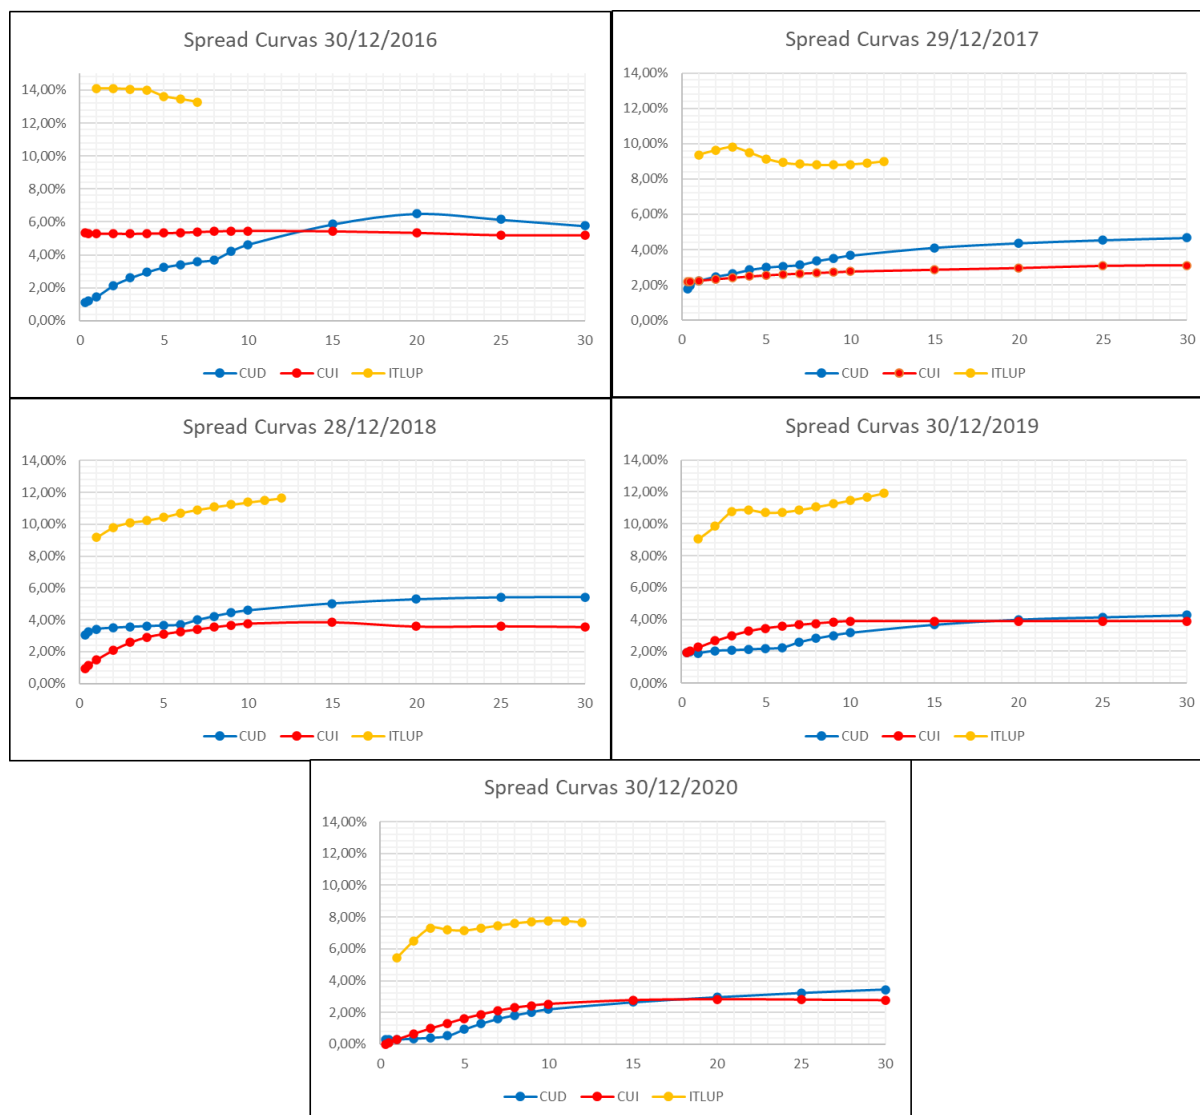 Spread Curvas 30/12/2016
14,00%
12,00%
10,00%
8,00%
6,00%
4,00%
2,00%
0,00%
0 5 10 15 20 25 30
CUD CUI ITLUP
Spread Curvas 29/12/2017
14,00%
12,00%
10,00%
8,00%
6,00%
4,00%
2,00%
0,00%
0 5 10 15 20 25 30
CUD CUI ITLUP
Spread Curvas 28/12/2018
14,00%
12,00%
10,00%
8,00%
6,00%
4,00%
2,00%
0,00%
0 5 10 15 20 25 30
CUD CUI ITLUP
Spread Curvas 30/12/2019
14,00%
12,00%
10,00%
8,00%
6,00%
4,00%
2,00%
0,00%
0 5 10 15 20 25 30
CUD CUI ITLUP
Spread Curvas 30/12/2020
14,00%
12,00%
10,00%
8,00%
6,00%
4,00%
2,00%
0,00%
0 5 10 15 20 25 30
CUD CUI ITLUP